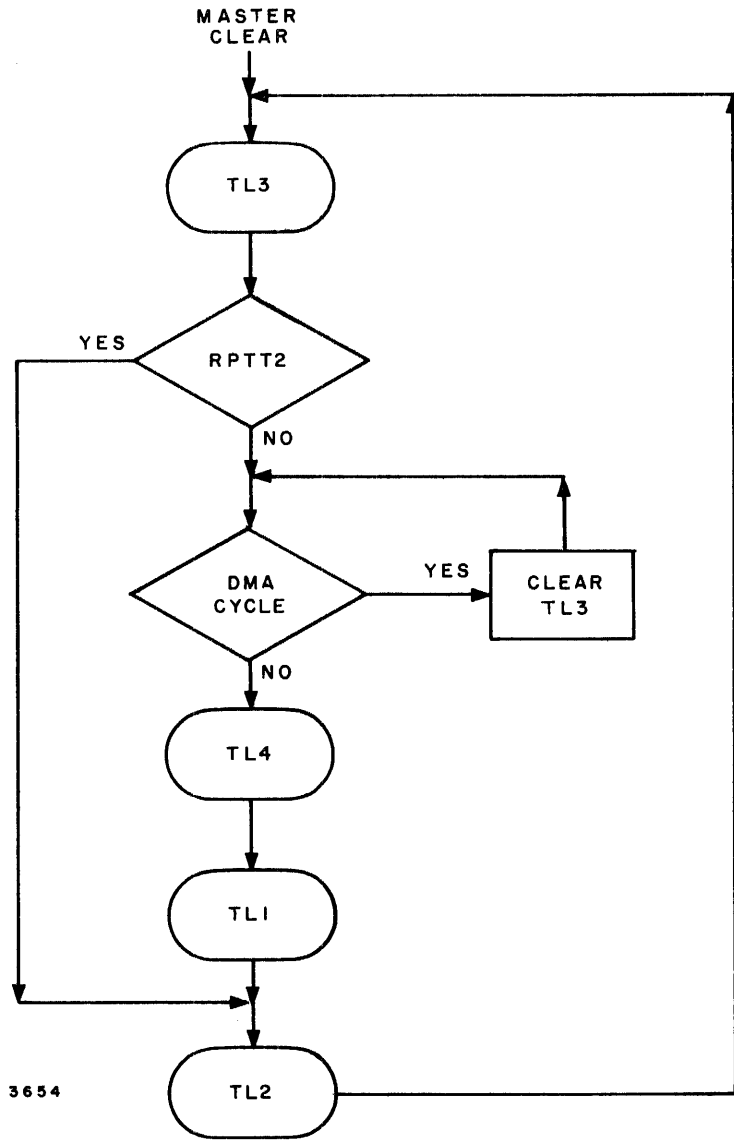 MASTER
CLEAR
TL3
YES
RPTT2
NO
DMA
CYCLE
YES
CLEAR
TL3
NO
TL4
TL1
TL2
3654